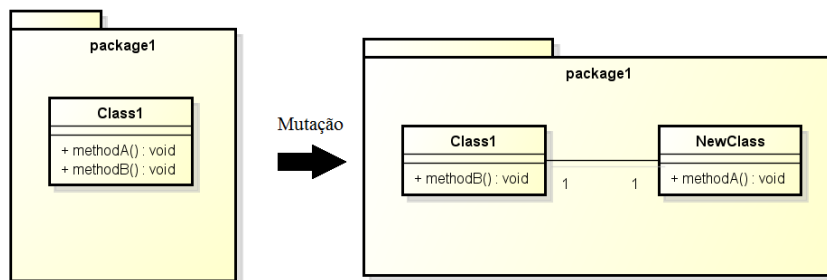 package1
Class1
+ methodA() : void
+ methodB() : void
Mutação
package1
Class1
+ methodB() : void
1
1
NewClass
+ methodA() : void